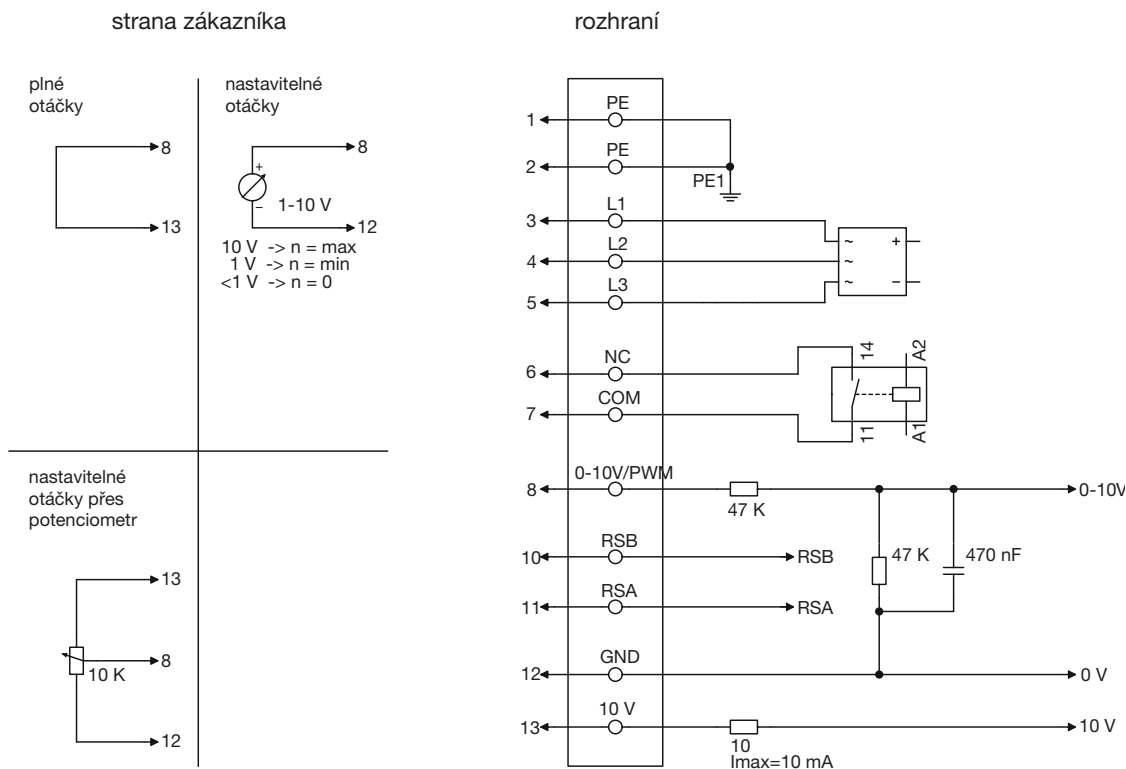 strana zákazníka
rozhraní
plné
otáčky
8
13
nastavitelné
otáčky
8
+
−
1-10 V
12
10 V -> n = max
1 V -> n = min
<1 V -> n = 0
nastavitelné
otáčky přes
potenciometr
13
8
10 K
12
1
PE
2
PE
PE1
3
L1
4
L2
5
L3
~
+
~
~
−
6
NC
7
COM
14
A2
11
A1
8
0-10V/PWM
47 K
0-10V
10
RSB
RSB
47 K
470 nF
11
RSA
RSA
12
GND
0 V
13
10 V
10
Imax=10 mA
10 V